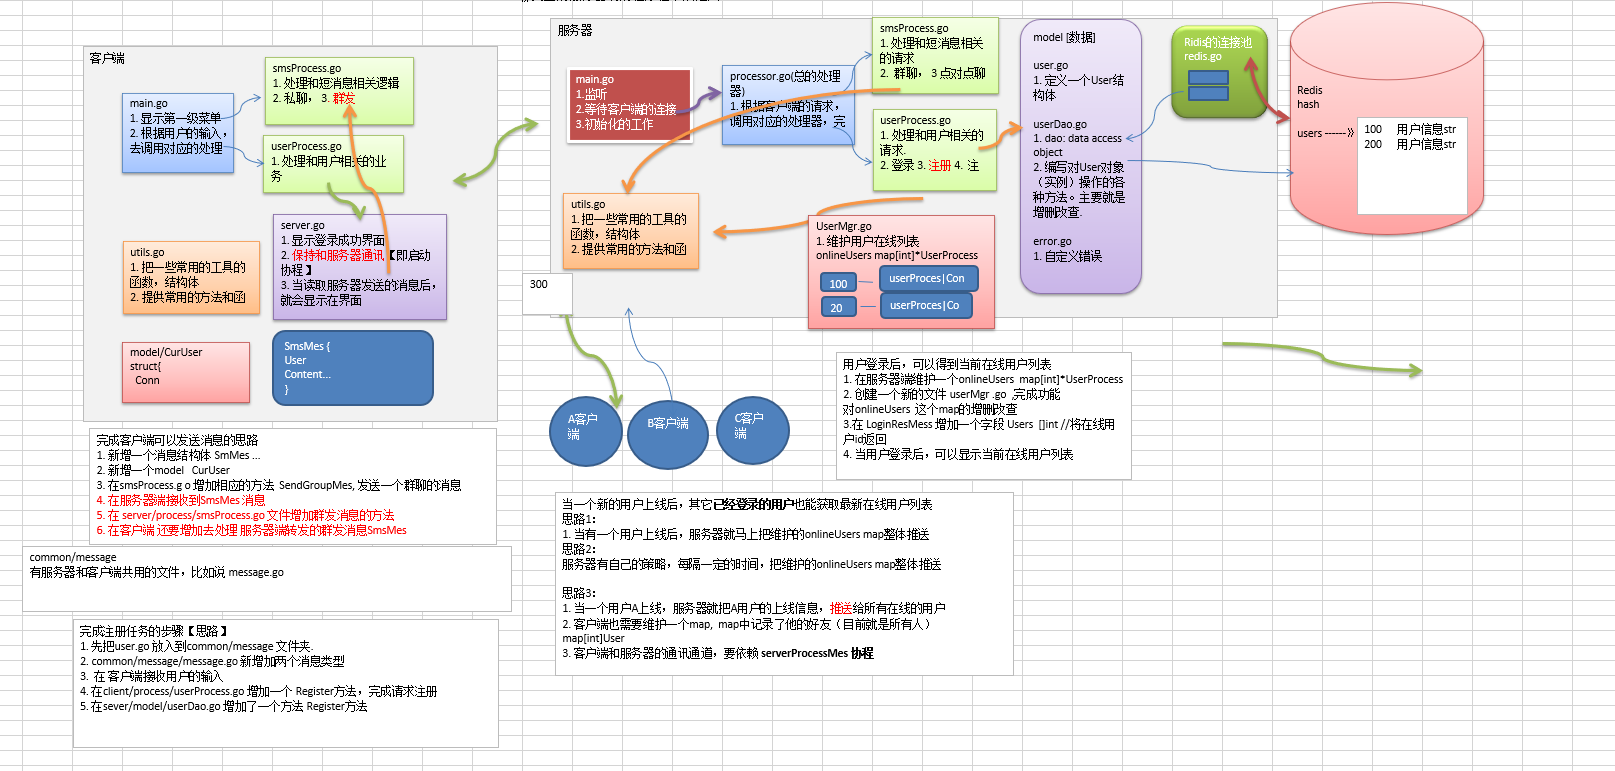 客户端
smsProcess.go
1. 处理和短消息相关逻辑
2. 私聊， 3. 群发
main.go
1. 显示第一级菜单
2. 根据用户的输入，
去调用对应的处理
userProcess.go
1. 处理和用户相关的业
务
server.go
1. 显示登录成功界面
2. 保持和服务器通讯【即启动
协程】
3. 当读取服务器发送的消息后，
就会显示在界面
utils.go
1. 把一些常用的工具的
函数，结构体
2. 提供常用的方法和函
model/CurUser
struct{
Conn
SmsMes {
User
Content...
}
完成客户端可以发送消息的思路
1. 新增一个消息结构体 SmMes ...
2. 新增一个model CurUser
3. 在smsProcess.g o 增加相应的方法 SendGroupMes, 发送一个群聊的消息
4. 在服务器端接收到SmsMes 消息
5. 在 server/process/smsProcess.go 文件增加群发消息的方法
6. 在客户端 还要增加去处理 服务器端转发的群发消息SmsMes
common/message
有服务器和客户端共用的文件，比如说 message.go
完成注册任务的步骤【思路】
1. 先把user.go 放入到common/message 文件夹.
2. common/message/message.go 新增加两个消息类型
3. 在 客户端接收用户的输入
4. 在client/process/userProcess.go 增加一个 Register方法，完成请求注册
5. 在sever/model/userDao.go 增加了一个方法 Register方法
服务器
main.go
1.监听
2.等待客户端的连接
3.初始化的工作
processor.go(总的处理
器)
1. 根据客户端的请求，
调用对应的处理器，完
smsProcess.go
1. 处理和短消息相关
的请求
2. 群聊， 3 点对点聊
userProcess.go
1. 处理和用户相关的
请求.
2. 登录 3. 注册 4. 注
utils.go
1. 把一些常用的工具的
函数，结构体
2. 提供常用的方法和函
UserMgr.go
1. 维护用户在线列表
onlineUsers map[int]*UserProcess
100 userProces|Con
20 userProces|Co
model [数据]
user.go
1. 定义一个User结
构体
userDao.go
1. dao: data access
object
2. 编写对User对象
（实例）操作的各
种方法。主要就是
增删改查.
error.go
1. 自定义错误
Ridis的连接池
redis.go
Redis
hash
users ------》
100 用户信息str
200 用户信息str
300
A客户
端
B客户端
C客户
端
用户登录后，可以得到当前在线用户列表
1. 在服务器端维护一个onlineUsers map[int]*UserProcess
2. 创建一个新的文件 userMgr .go ,完成功能
对onlineUsers 这个map的增删改查
3.在 LoginResMess 增加一个字段 Users []int //将在线用
户id返回
4. 当用户登录后，可以显示当前在线用户列表
当一个新的用户上线后，其它已经登录的用户也能获取最新在线用户列表
思路1：
1. 当有一个用户上线后，服务器就马上把维护的onlineUsers map整体推送
思路2：
服务器有自己的策略，每隔一定的时间，把维护的onlineUsers map整体推送
思路3：
1. 当一个用户A上线，服务器就把A用户的上线信息，推送给所有在线的用户
2. 客户端也需要维护一个map, map中记录了他的好友（目前就是所有人）
map[int]User
3. 客户端和服务器的通讯通道，要依赖 serverProcessMes 协程